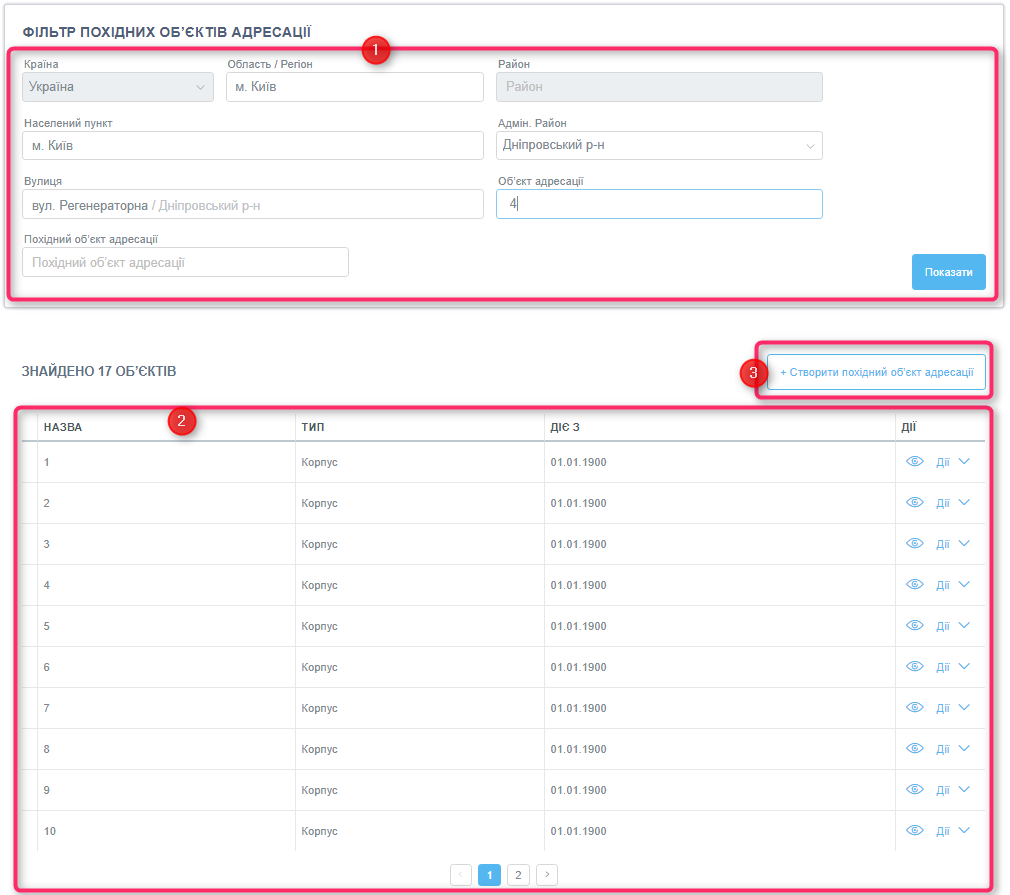 ФІЛЬТР ПОХІДНИХ ОБ'ЄКТІВ АДРЕСАЦІЇ
1
Країна Область / Регіон Район
Україна м. Київ Район
Населений пункт Адмін. Район
м. Київ Дніпровський р-н
Вулиця Об'єкт адресації
вул. Регенераторна / Дніпровський р-н 4
Похідний об'єкт адресації
Похідний об'єкт адресації
Показати
ЗНАЙДЕНО 17 ОБ'ЄКТІВ 3 + Створити похідний об'єкт адресації
2
НАЗВА ТИП ДІЄ З ДІЇ
1 Корпус 01.01.1900 Дії
2 Корпус 01.01.1900 Дії
3 Корпус 01.01.1900 Дії
4 Корпус 01.01.1900 Дії
5 Корпус 01.01.1900 Дії
6 Корпус 01.01.1900 Дії
7 Корпус 01.01.1900 Дії
8 Корпус 01.01.1900 Дії
9 Корпус 01.01.1900 Дії
10 Корпус 01.01.1900 Дії
‹ 1 2 ›